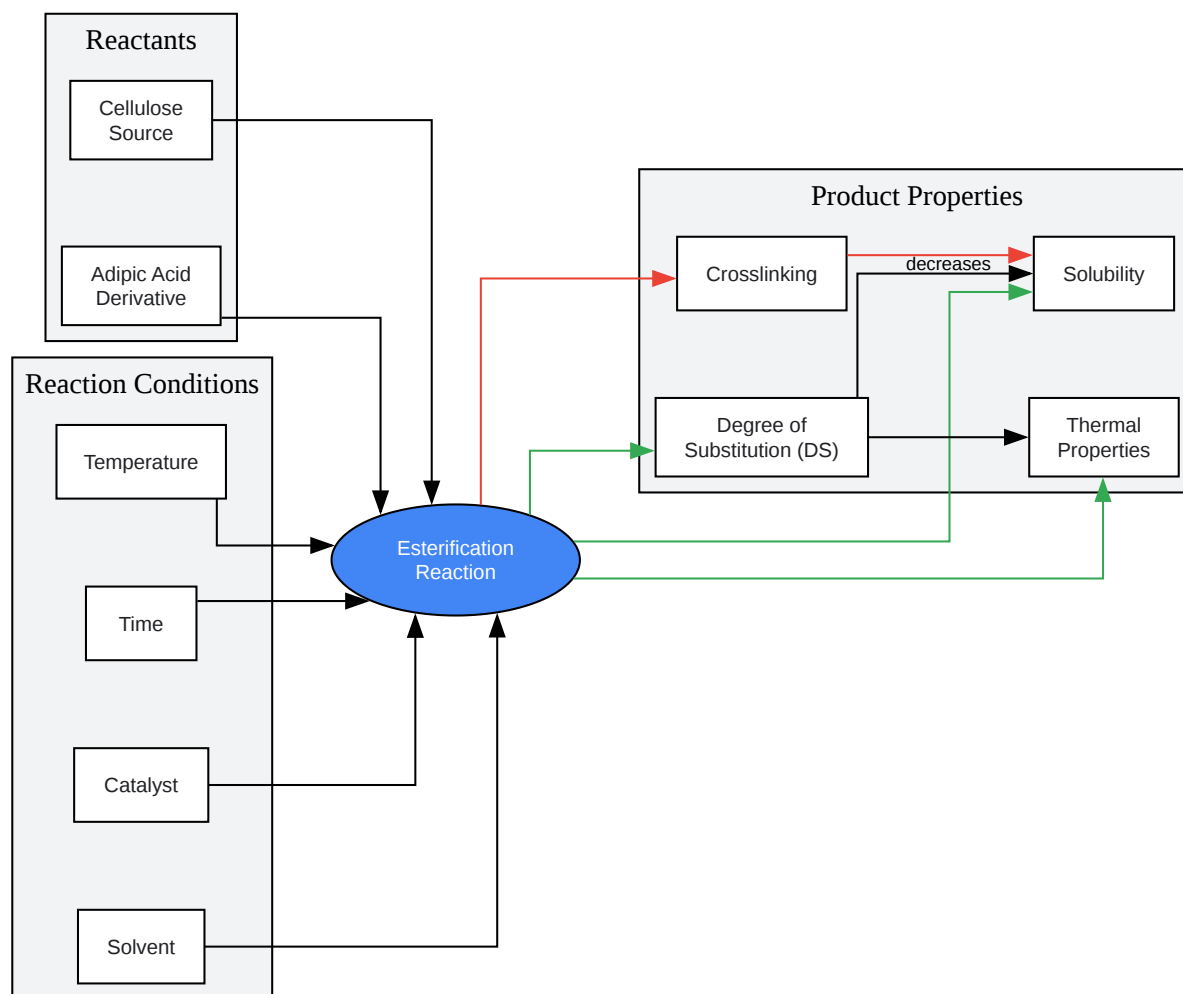 Reactants
Cellulose
Source
Adipic Acid
Derivative
Reaction Conditions
Temperature
Time
Catalyst
Solvent
Esterification
Reaction
Product Properties
Crosslinking
decreases
Solubility
Degree of
Substitution (DS)
Thermal
Properties